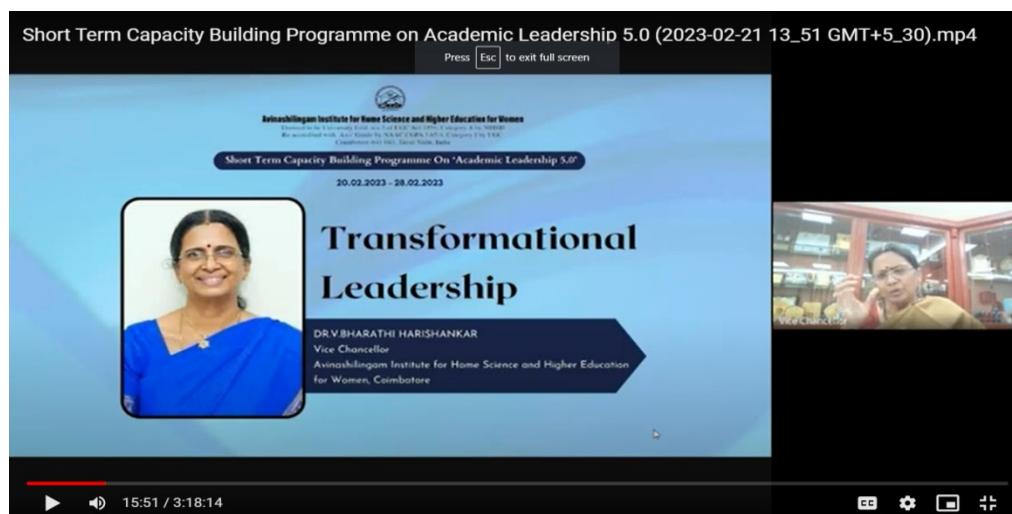 Short Term Capacity Building Programme on Academic Leadership 5.0 (2023-02-21 13_51 GMT+5_30).mp4
Press Esc to exit full screen
Avinashilingam Institute for Home Science and Higher Education for Women
Short Term Capacity Building Programme On 'Academic Leadership 5.0'
20.02.2023 - 28.02.2023
Transformational
Leadership
DR.V.BHARATHI HARISHANKAR
Vice Chancellor
Avinashilingam Institute for Home Science and Higher Education
for Women, Coimbatore
Vice Chancellor
15:51 / 3:18:14
CC